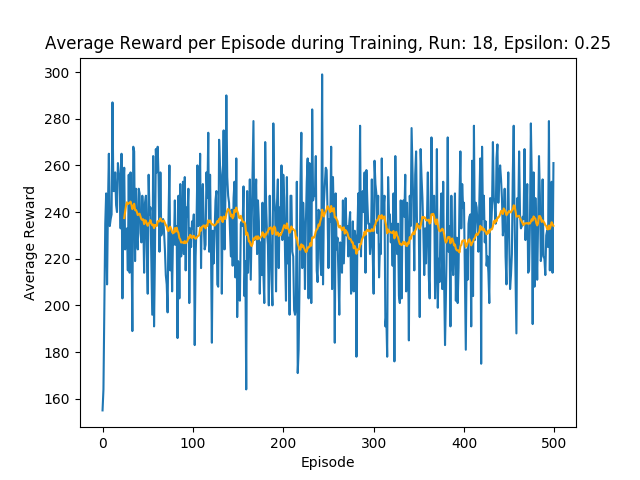 Average Reward per Episode during Training, Run: 18, Epsilon: 0.25
300
280
260
240
220
200
180
160
Average Reward
0 100 200 300 400 500
Episode